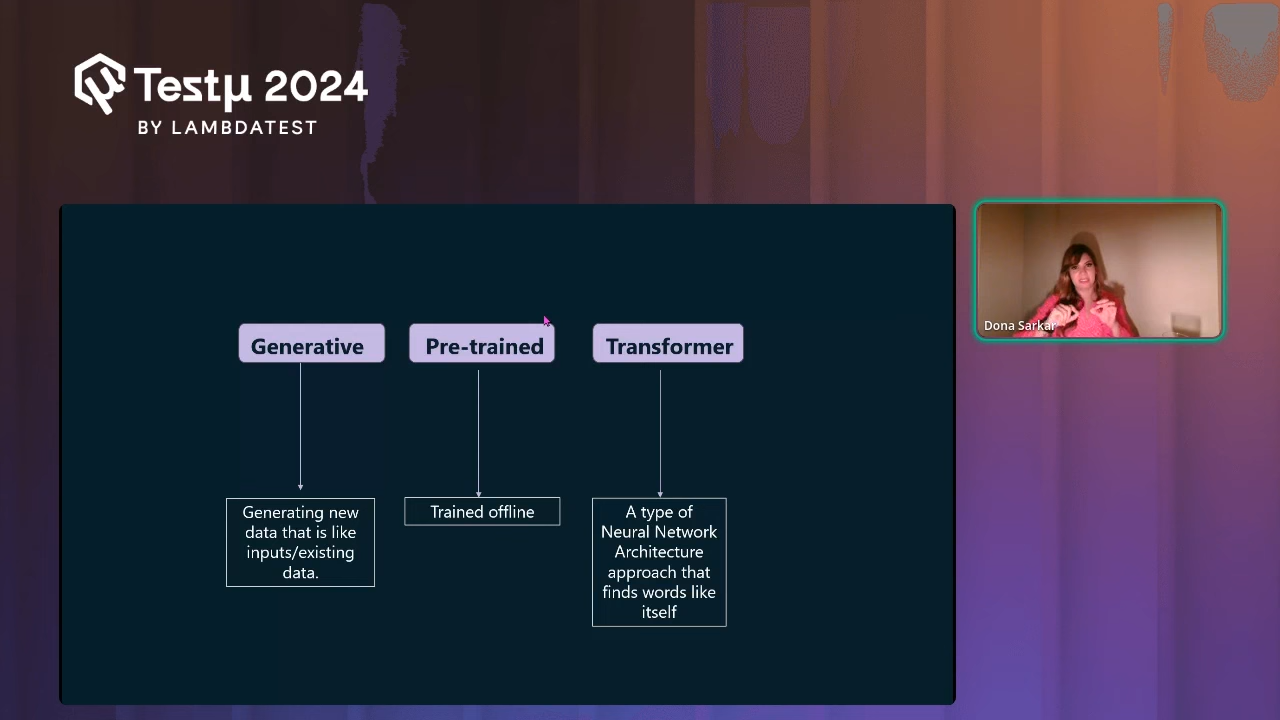 Testμ 2024
BY LAMBDATEST
Generative
Pre-trained
Transformer
Generating new
data that is like
inputs/existing
data.
Trained offline
A type of
Neural Network
Architecture
approach that
finds words like
itself
Dona Sarkar